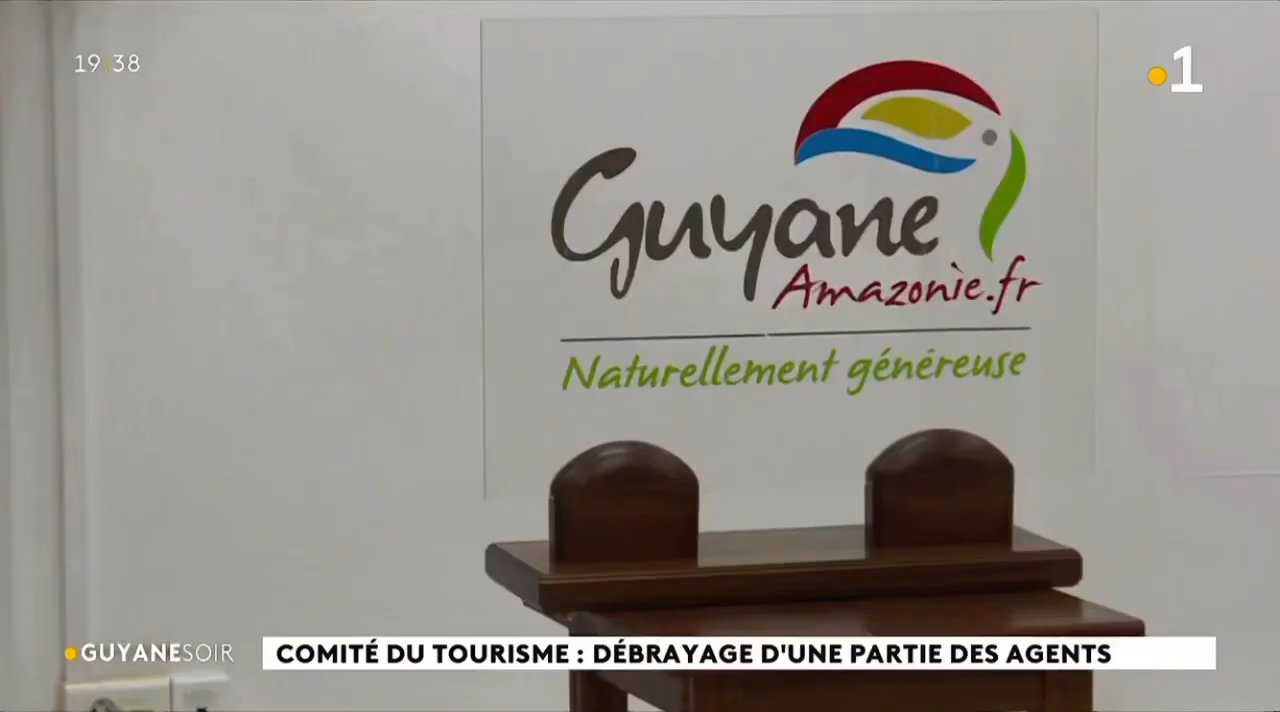 19:38
1
Guyane
Amazonie.fr
Naturellement généreuse
GUYANESOIR
COMITÉ DU TOURISME : DÉBRAYAGE D'UNE PARTIE DES AGENTS